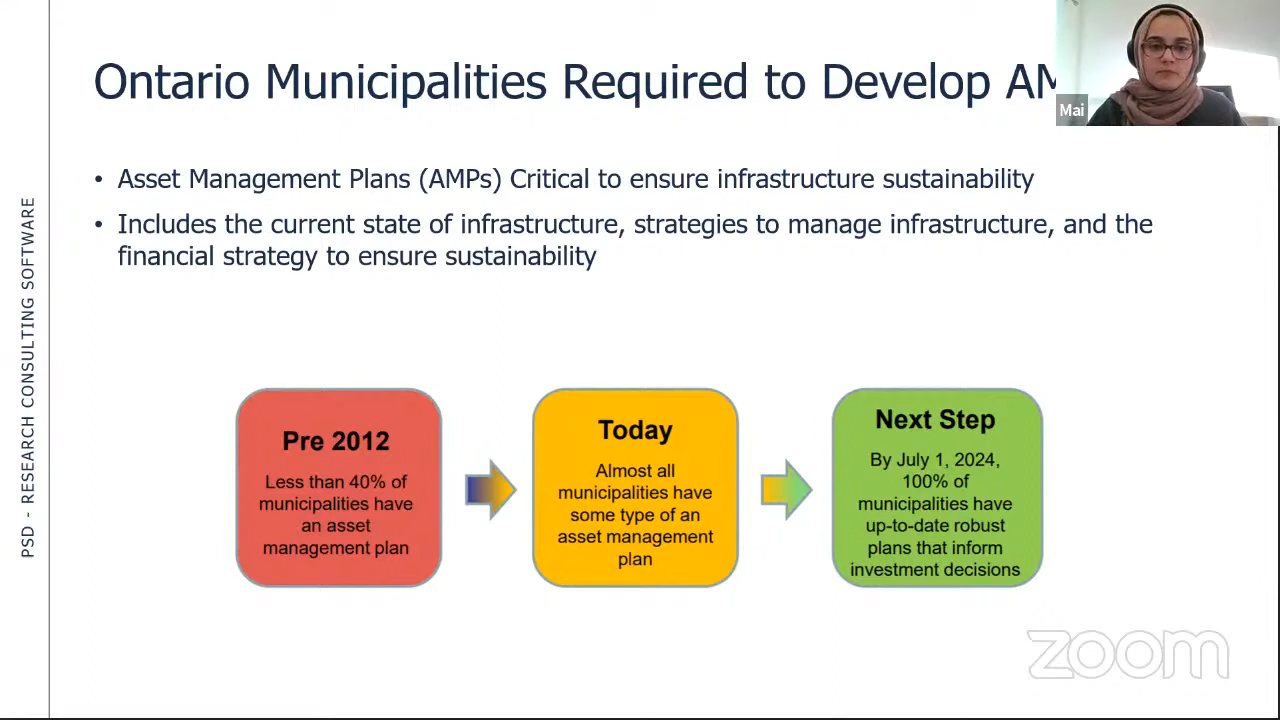 Ontario Municipalities Required to Develop AM
Mai
• Asset Management Plans (AMPs) Critical to ensure infrastructure sustainability
• Includes the current state of infrastructure, strategies to manage infrastructure, and the
financial strategy to ensure sustainability
PSD - RESEARCH CONSULTING SOFTWARE
Pre 2012
Less than 40% of
municipalities have
an asset
management plan
Today
Almost all
municipalities have
some type of an
asset management
plan
Next Step
By July 1, 2024,
100% of
municipalities have
up-to-date robust
plans that inform
investment decisions
zoom